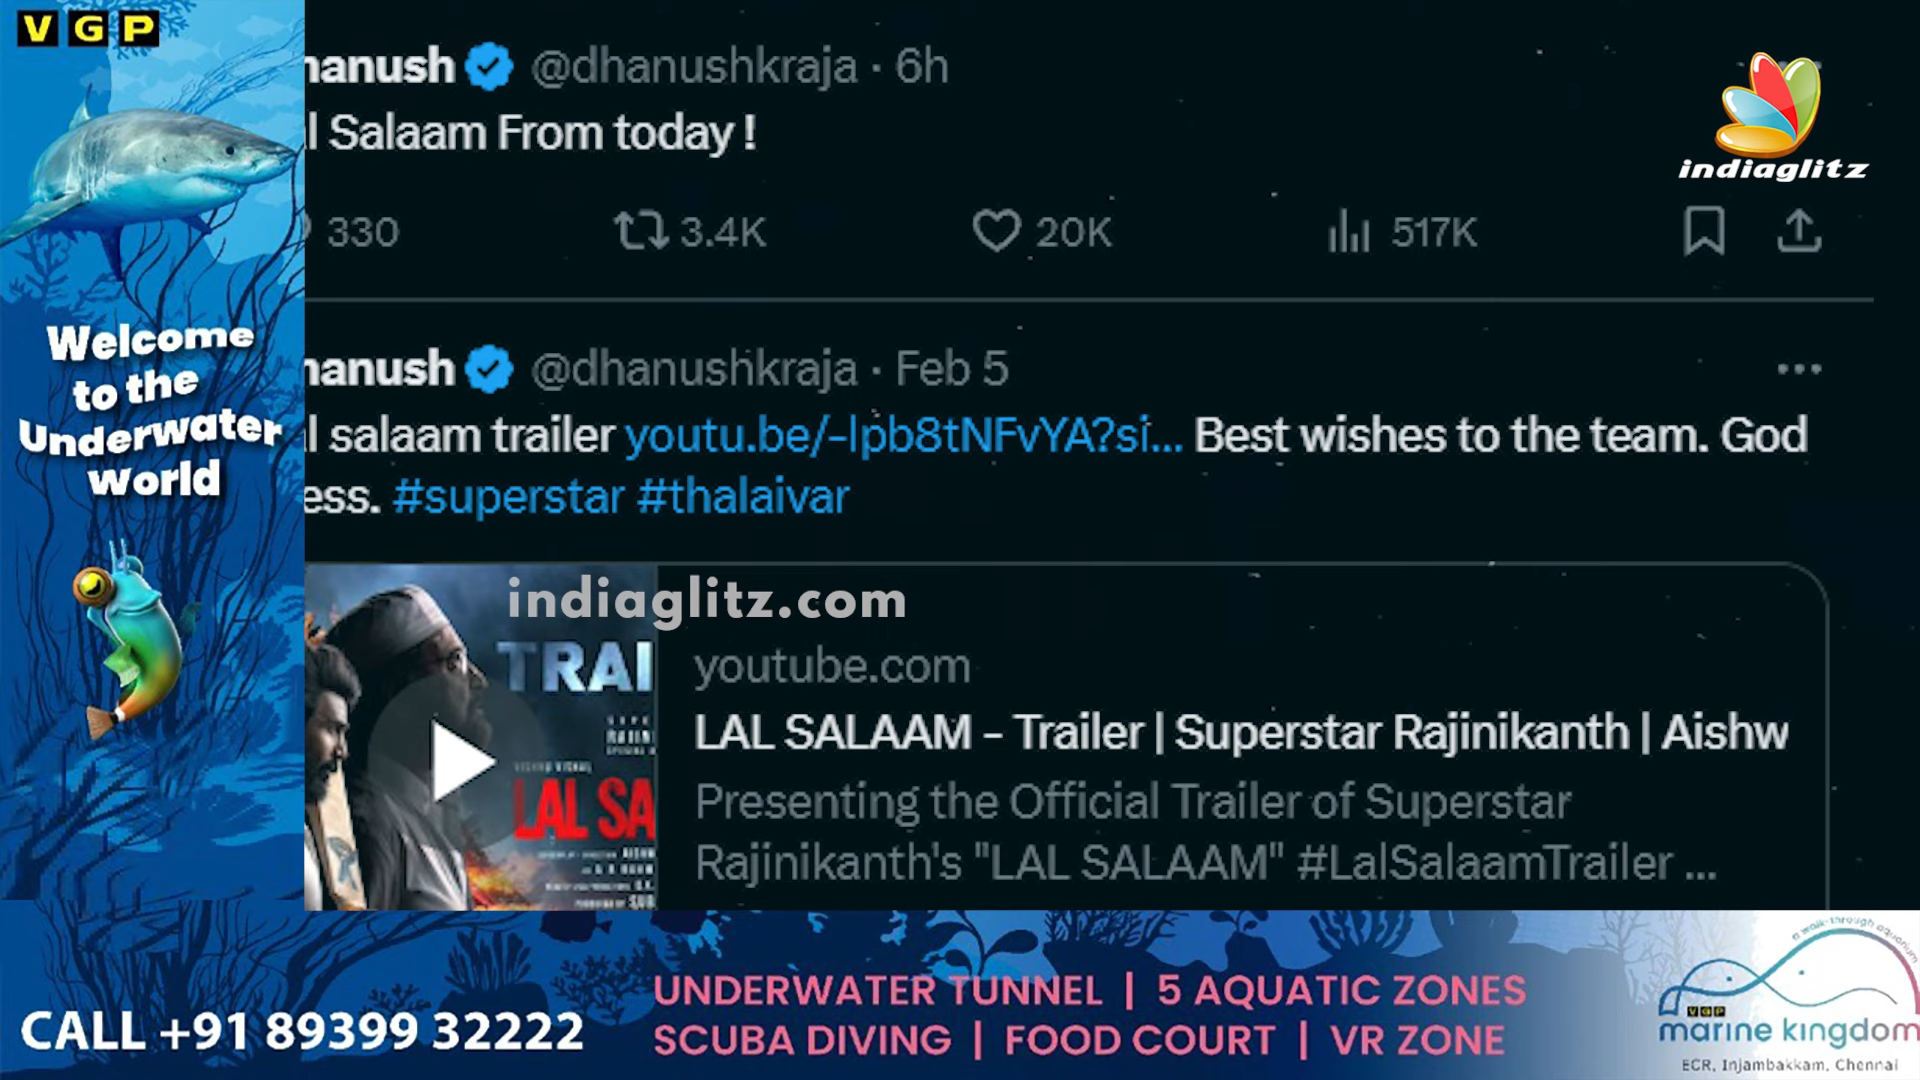 VGP
hanush @dhanushkraja · 6h
l Salaam From today !
330 3.4K 20K 517K
indiaglitz
Welcome
to the
Underwater
World
hanush @dhanushkraja · Feb 5
l salaam trailer youtu.be/-lpb8tNFvYA?si... Best wishes to the team. God
ess. #superstar #thalaivar
indiaglitz.com
TRAI
LAL SA
youtube.com
LAL SALAAM - Trailer | Superstar Rajinikanth | Aishw
Presenting the Official Trailer of Superstar
Rajinikanth's "LAL SALAAM" #LalSalaamTrailer ...
CALL +91 89399 32222
UNDERWATER TUNNEL | 5 AQUATIC ZONES
SCUBA DIVING | FOOD COURT | VR ZONE
a walk-through aquarium
VGP
marine kingdom
ECR, Injambakkam, Chennai